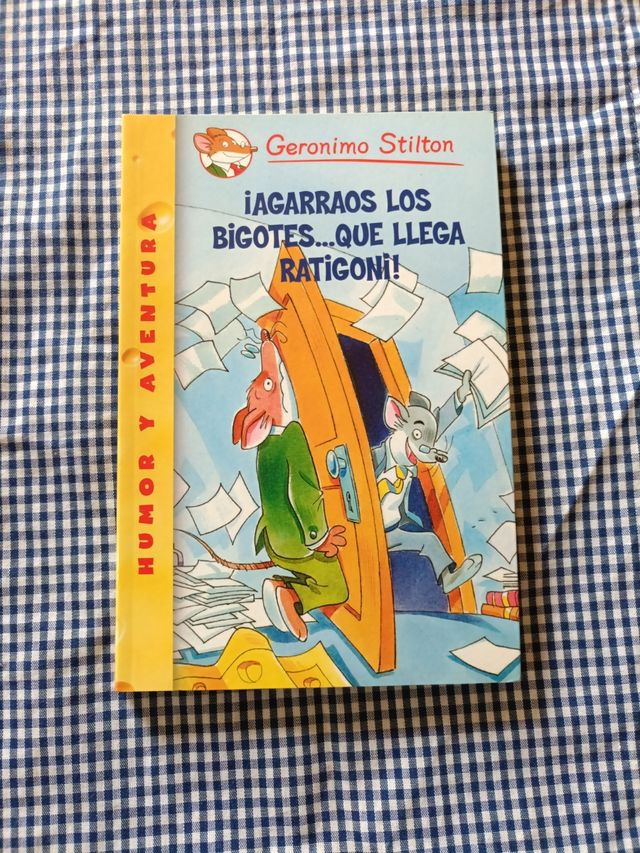 Geronimo Stilton
¡AGARRAOS LOS
BIGOTES...QUE LLEGA
RATIGONI!
HUMOR Y AVENTURA